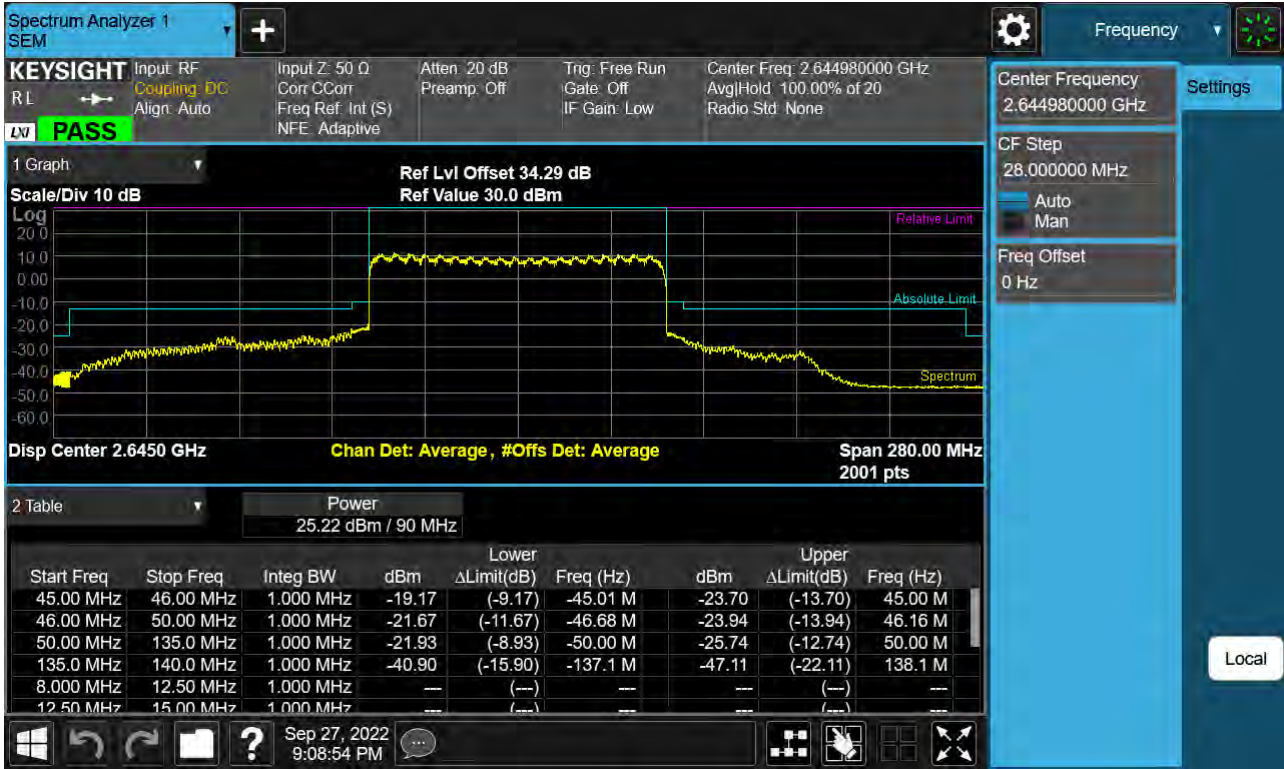 Spectrum Analyzer 1
SEM
+
Frequency
KEYSIGHT
R L
LXI
PASS
Input: RF
Coupling: DC
Align: Auto
Input Z: 50 Ω
Corr CCorr
Freq Ref: Int (S)
NFE: Adaptive
Atten: 20 dB
Preamp: Off
Trig: Free Run
Gate: Off
IF Gain: Low
Center Freq: 2.644980000 GHz
Avg|Hold: 100.00% of 20
Radio Std: None
Center Frequency
2.644980000 GHz
Settings
CF Step
28.000000 MHz
Auto
Man
Freq Offset
0 Hz
Local
1 Graph
Scale/Div 10 dB
Ref Lvl Offset 34.29 dB
Ref Value 30.0 dBm
Log
20.0
10.0
0.00
-10.0
-20.0
-30.0
-40.0
-50.0
-60.0
Relative Limit
Absolute Limit
Spectrum
Disp Center 2.6450 GHz
Chan Det: Average, #Offs Det: Average
Span 280.00 MHz
2001 pts
2 Table
Power
25.22 dBm / 90 MHz
Lower Upper
Start Freq Stop Freq Integ BW dBm ΔLimit(dB) Freq (Hz) dBm ΔLimit(dB) Freq (Hz)
45.00 MHz 46.00 MHz 1.000 MHz -19.17 (-9.17) -45.01 M -23.70 (-13.70) 45.00 M
46.00 MHz 50.00 MHz 1.000 MHz -21.67 (-11.67) -46.68 M -23.94 (-13.94) 46.16 M
50.00 MHz 135.0 MHz 1.000 MHz -21.93 (-8.93) -50.00 M -25.74 (-12.74) 50.00 M
135.0 MHz 140.0 MHz 1.000 MHz -40.90 (-15.90) -137.1 M -47.11 (-22.11) 138.1 M
8.000 MHz 12.50 MHz 1.000 MHz --- (---) --- --- (---) ---
12.50 MHz 15.00 MHz 1.000 MHz --- (---) --- --- (---) ---
?
Sep 27, 2022
9:08:54 PM